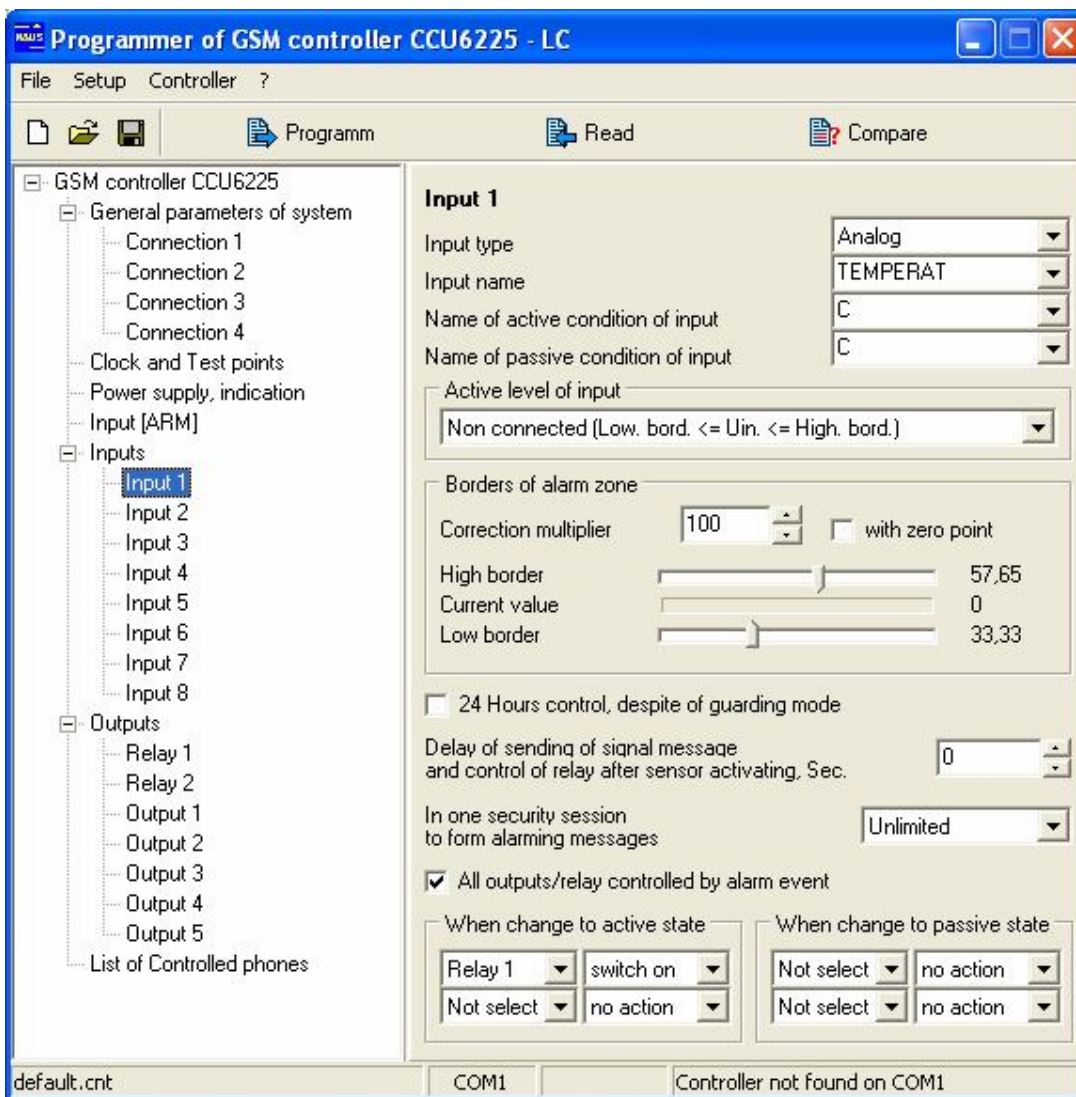 Programmer of GSM controller CCU6225 - LC
File Setup Controller ?
Programm Read Compare
GSM controller CCU6225
General parameters of system
Connection 1
Connection 2
Connection 3
Connection 4
Clock and Test points
Power supply, indication
Input [ARM]
Inputs
Input 1
Input 2
Input 3
Input 4
Input 5
Input 6
Input 7
Input 8
Outputs
Relay 1
Relay 2
Output 1
Output 2
Output 3
Output 4
Output 5
List of Controlled phones
Input 1
Input type Analog
Input name TEMPERAT
Name of active condition of input C
Name of passive condition of input C
Active level of input
Non connected (Low. bord. <= Uin. <= High. bord.)
Borders of alarm zone
Correction multiplier 100 with zero point
High border 57,65
Current value 0
Low border 33,33
24 Hours control, despite of guarding mode
Delay of sending of signal message
and control of relay after sensor activating, Sec. 0
In one security session
to form alarming messages Unlimited
All outputs/relay controlled by alarm event
When change to active state When change to passive state
Relay 1 switch on Not select no action
Not select no action Not select no action
default.cnt COM1 Controller not found on COM1